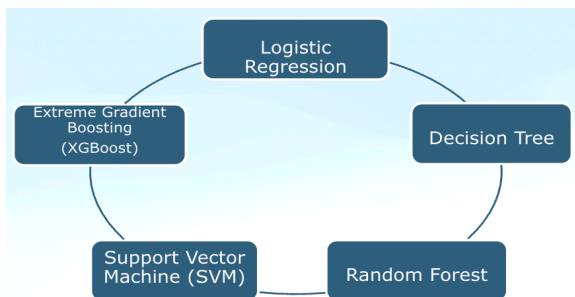 Logistic
Regression
Extreme Gradient
Boosting
(XGBoost)
Decision Tree
Support Vector
Machine (SVM)
Random Forest